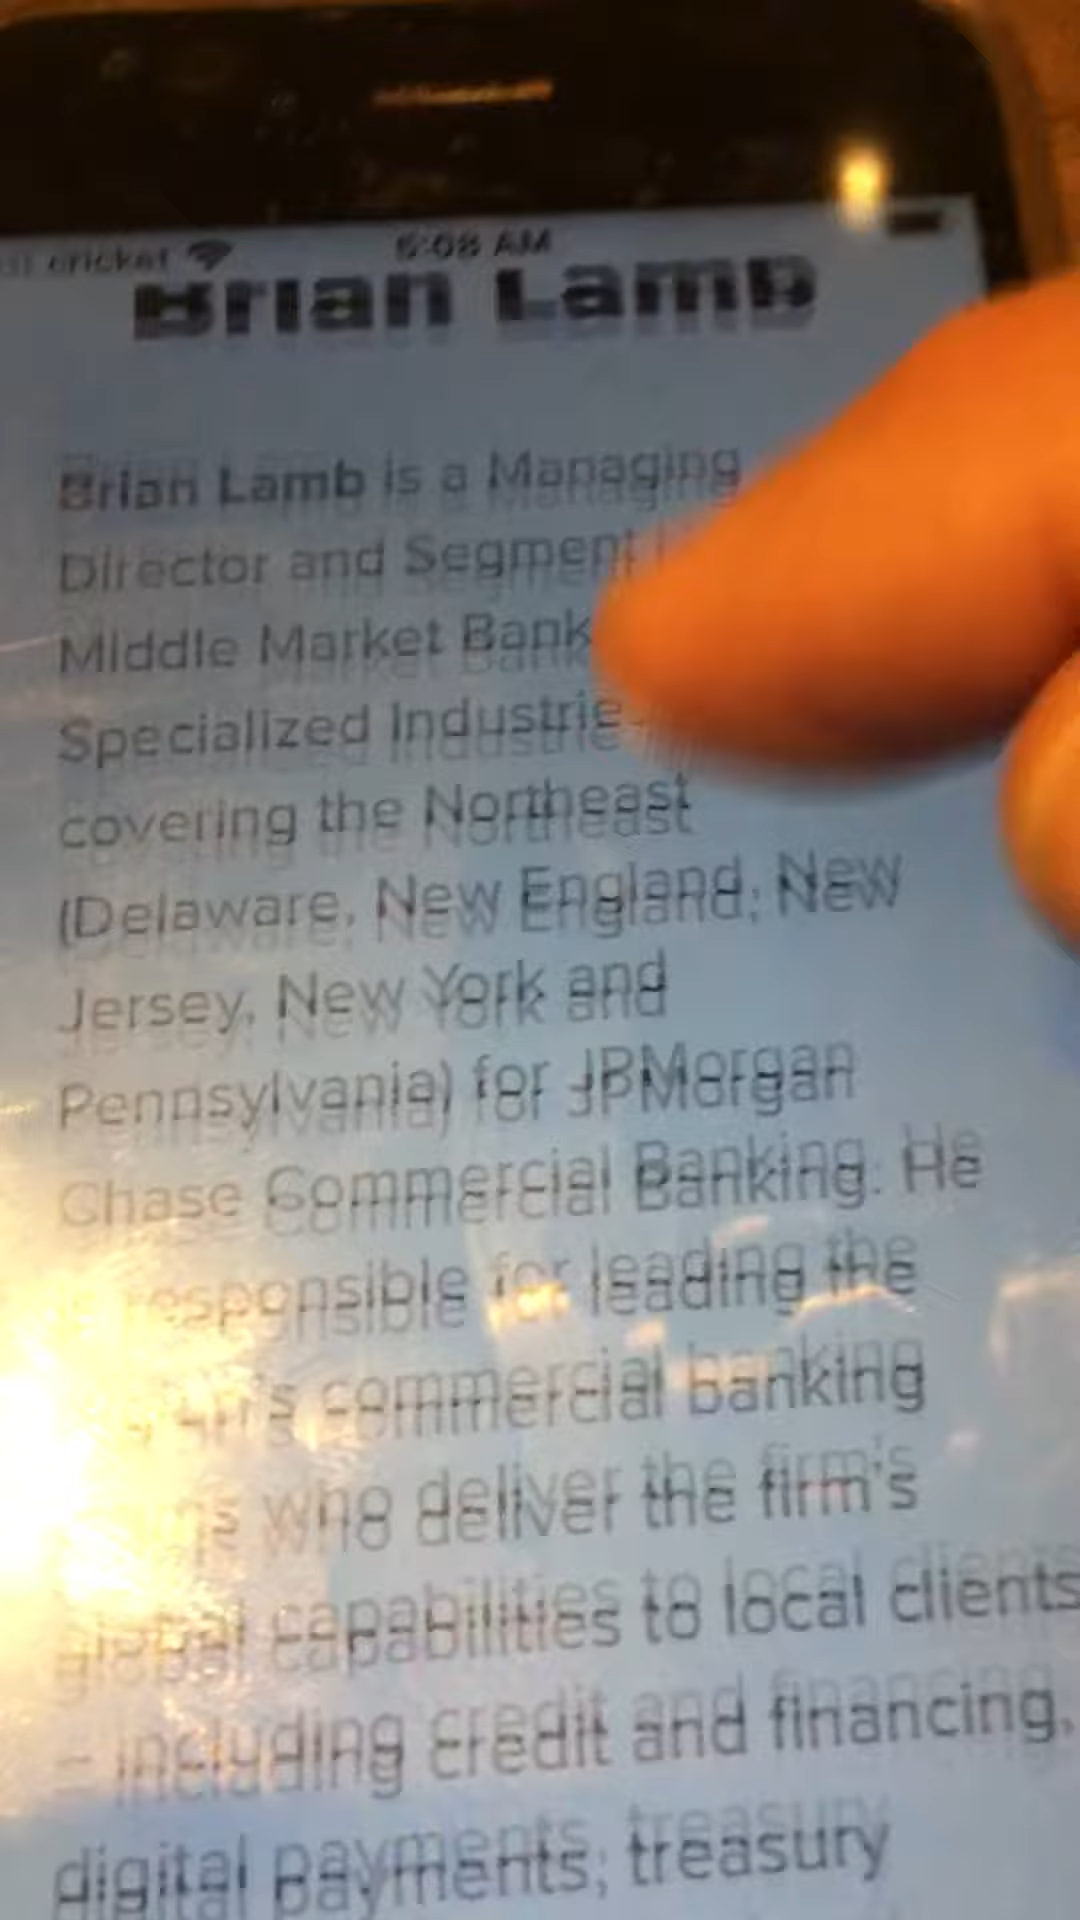 cricket 6:08 AM
Brian Lamb
Brian Lamb is a Managing
Director and Segment
Middle Market Bank
Specialized Industrie
covering the Northeast
(Delaware, New England, New
Jersey, New York and
Pennsylvania) for JPMorgan
Chase Commercial Banking. He
responsible for leading the
commercial banking
who deliver the firm's
global capabilities to local clients
– including credit and financing,
digital payments, treasury